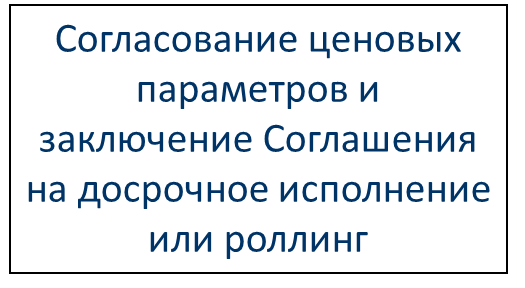 Согласование ценовых
параметров и
заключение Соглашения
на досрочное исполнение
или роллинг